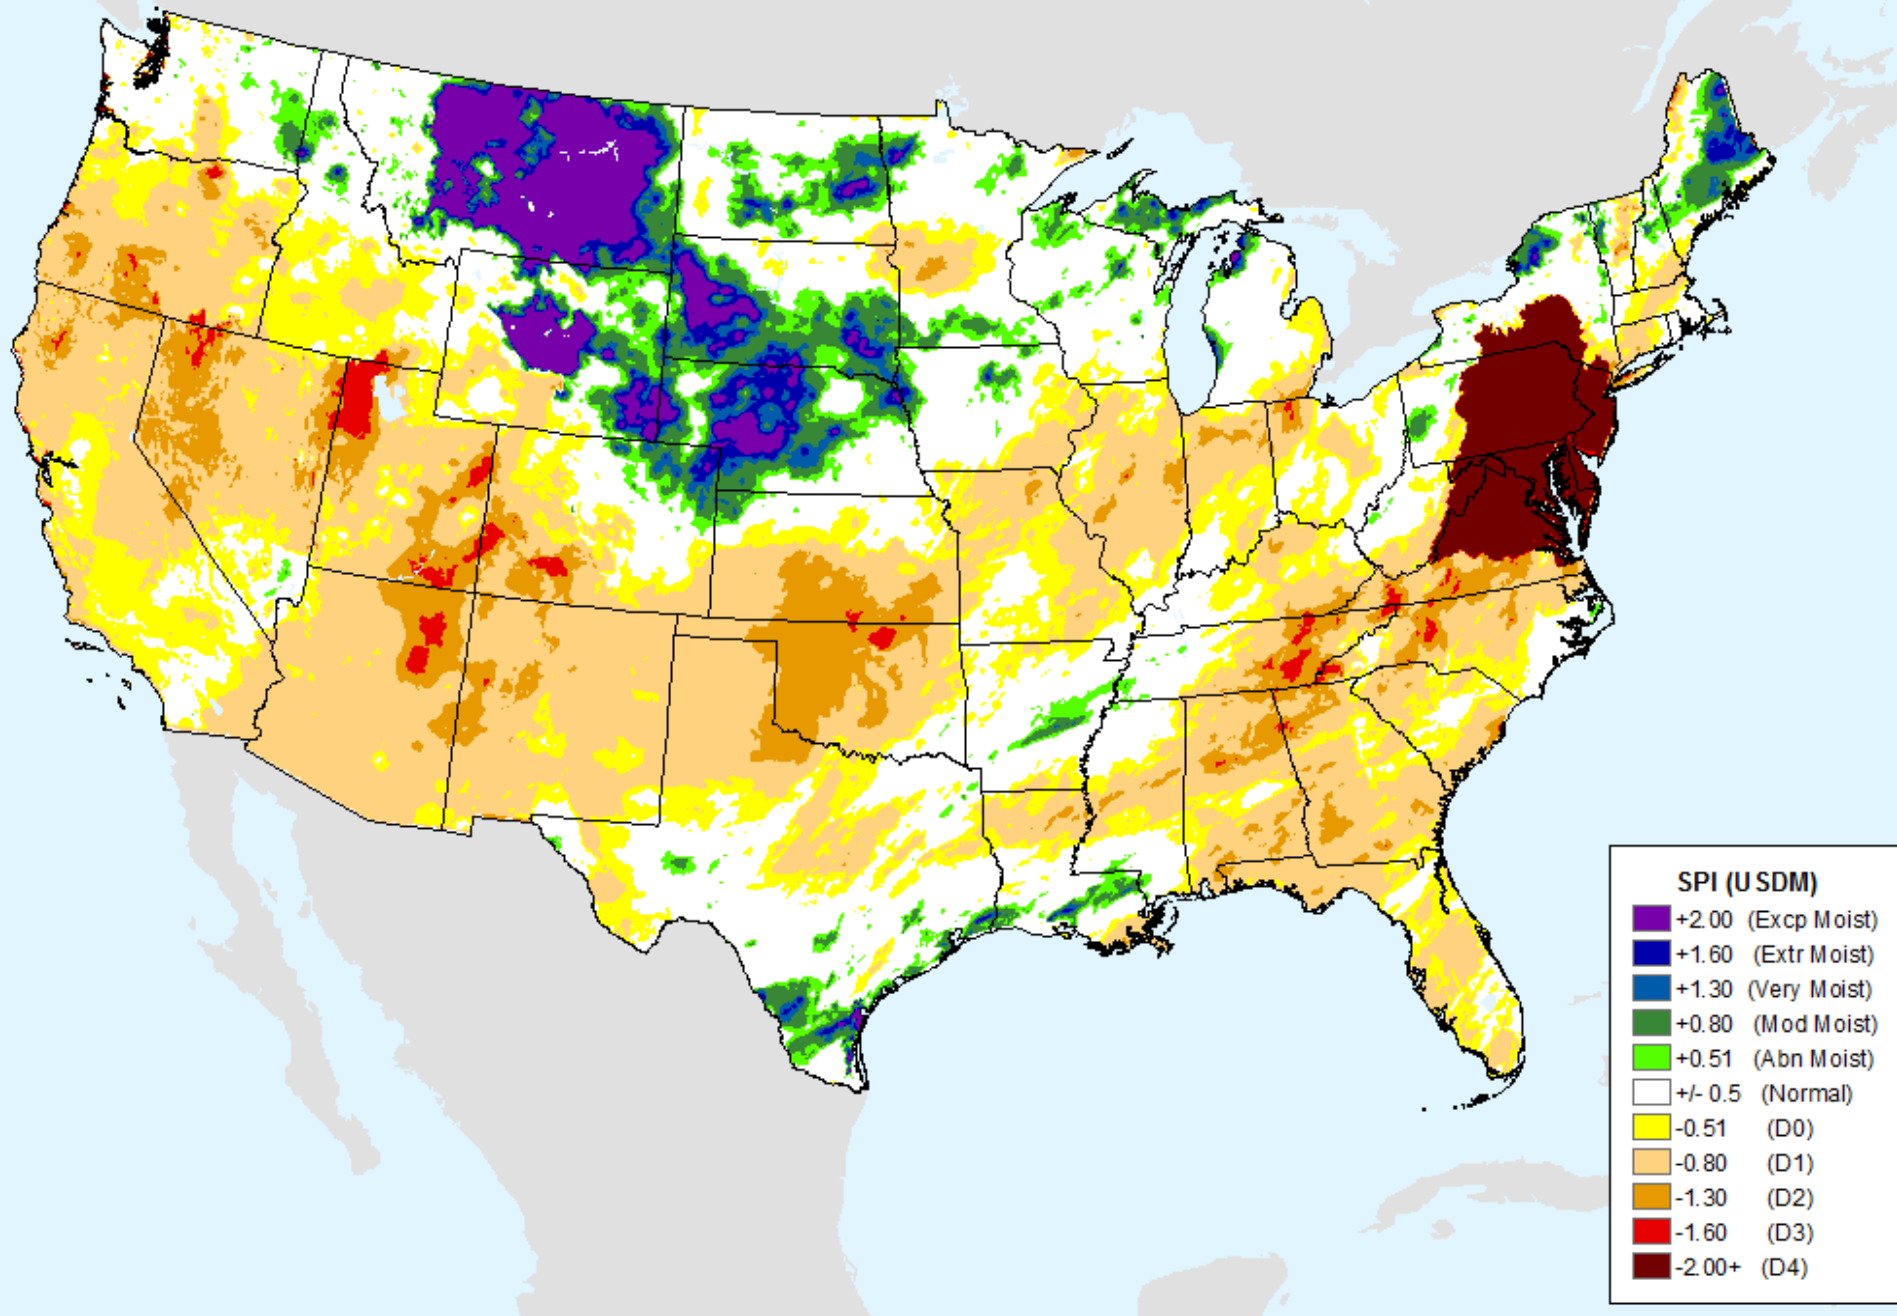 SPI (USDM)
+2.00 (Excp Moist)
+1.60 (Extr Moist)
+1.30 (Very Moist)
+0.80 (Mod Moist)
+0.51 (Abn Moist)
+/- 0.5 (Normal)
-0.51 (D0)
-0.80 (D1)
-1.30 (D2)
-1.60 (D3)
-2.00+ (D4)